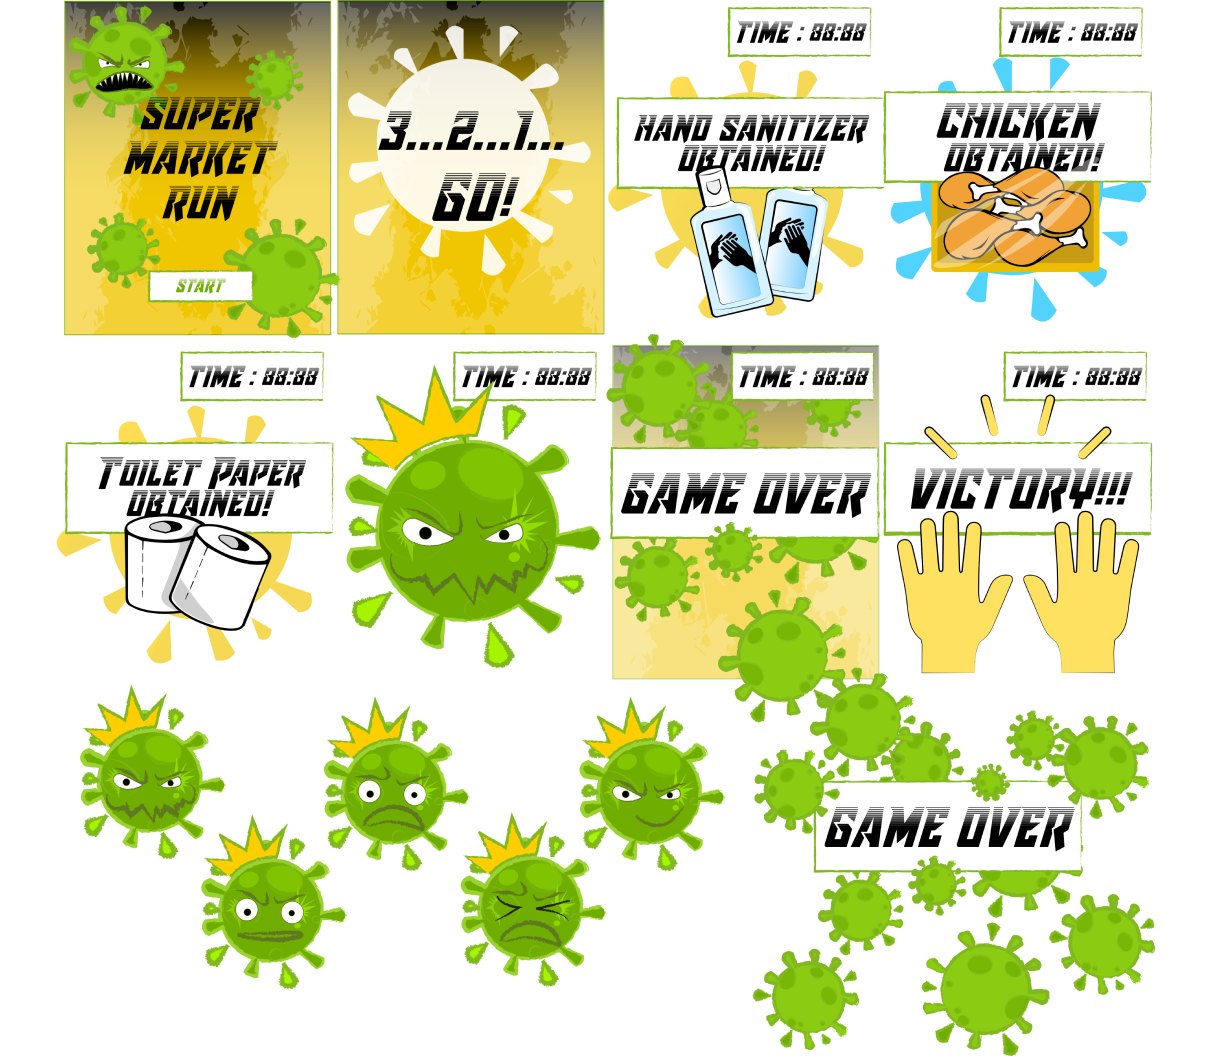 SUPER
MARKET
RUN
START
3...2...1...
GO!
TIME : 88:88
HAND SANITIZER
OBTAINED!
TIME : 88:88
CHICKEN
OBTAINED!
TIME : 88:88
TOILET PAPER
OBTAINED!
TIME : 88:88
TIME : 88:88
GAME OVER
TIME : 88:88
VICTORY!!!
GAME OVER